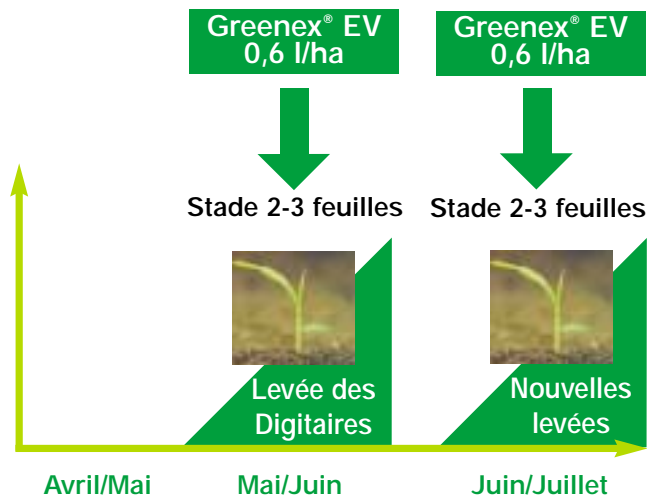 Greenex® EV
0,6 l/ha
Greenex® EV
0,6 l/ha
Stade 2-3 feuilles
Stade 2-3 feuilles
Levée des
Digitaires
Nouvelles
levées
Avril/Mai
Mai/Juin
Juin/Juillet